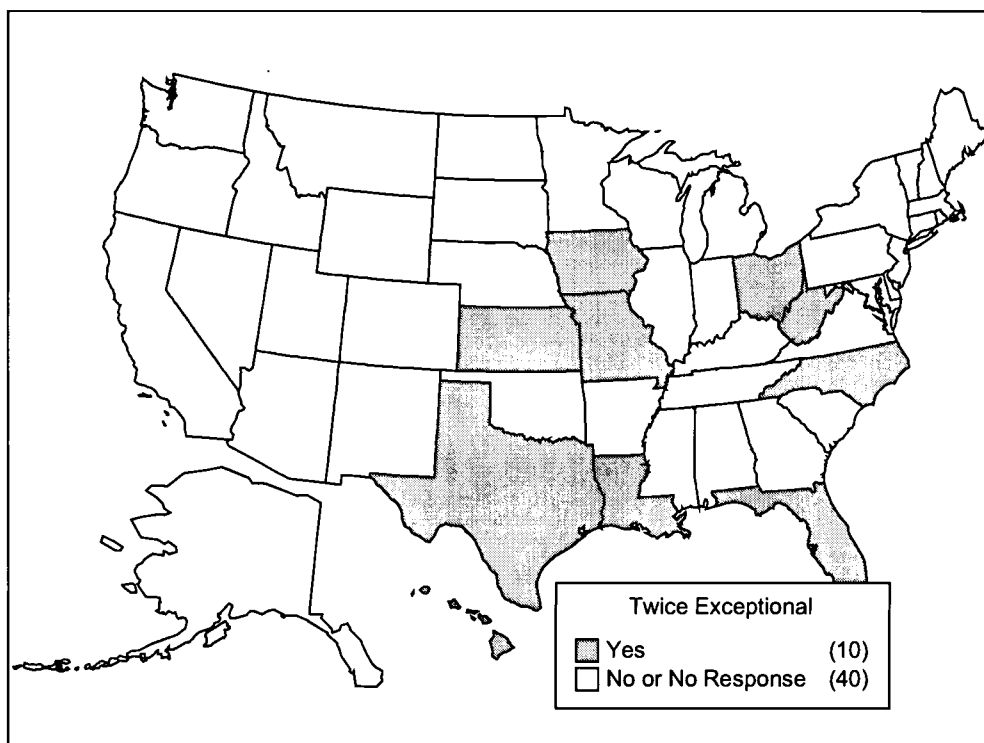 Twice Exceptional
Yes (10)
No or No Response (40)